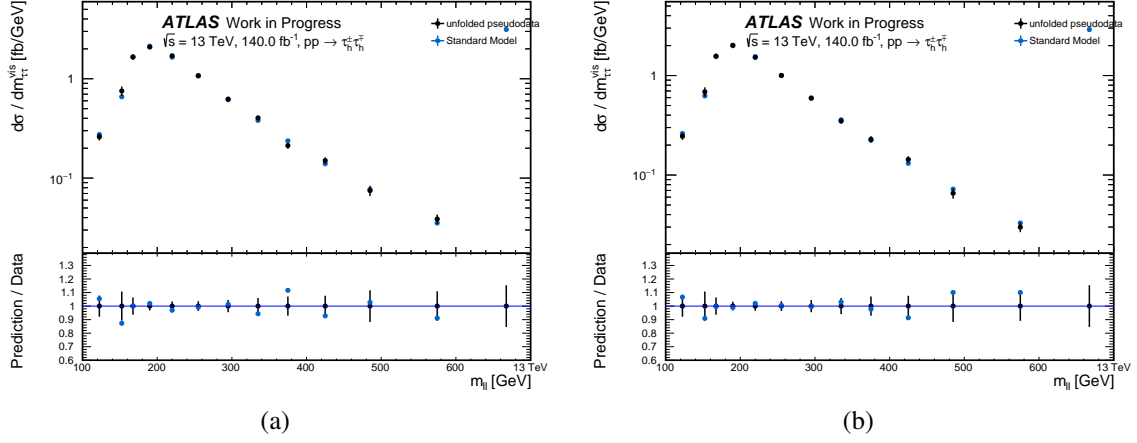 ATLAS Work in Progress
√s = 13 TeV, 140.0 fb⁻¹, pp → τ_h^± τ_h^∓
unfolded pseudodata
Standard Model
dσ / dm_ττ^vis [fb/GeV]
1
10⁻¹
Prediction / Data
1.3
1.2
1.1
1
0.9
0.8
0.7
0.6
100 200 300 400 500 600 13 TeV
m_ll [GeV]
(a)
ATLAS Work in Progress
√s = 13 TeV, 140.0 fb⁻¹, pp → τ_h^± τ_h^∓
unfolded pseudodata
Standard Model
dσ / dm_ττ^vis [fb/GeV]
1
10⁻¹
Prediction / Data
1.3
1.2
1.1
1
0.9
0.8
0.7
0.6
100 200 300 400 500 600 13 TeV
m_ll [GeV]
(b)